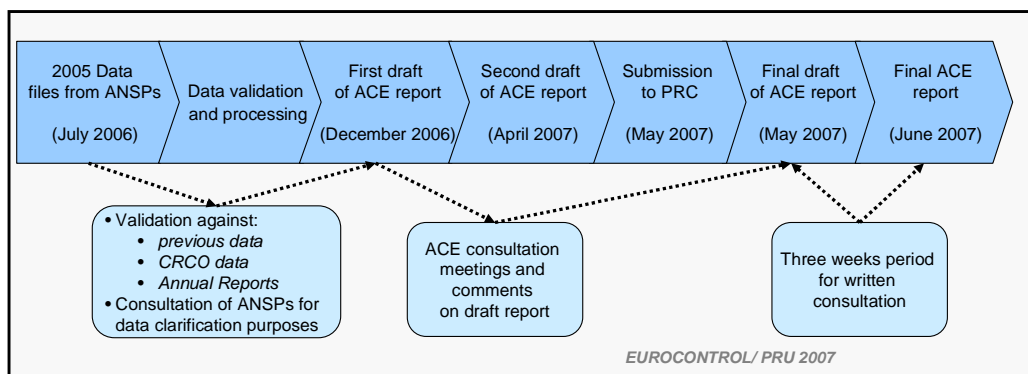 2005 Data
files from ANSPs
(July 2006)
Data validation
and processing
First draft
of ACE report
(December 2006)
Second draft
of ACE report
(April 2007)
Submission
to PRC
(May 2007)
Final draft
of ACE report
(May 2007)
Final ACE
report
(June 2007)
• Validation against:
• previous data
• CRCO data
• Annual Reports
• Consultation of ANSPs for
data clarification purposes
ACE consultation
meetings and
comments
on draft report
Three weeks period
for written
consultation
EUROCONTROL/ PRU 2007